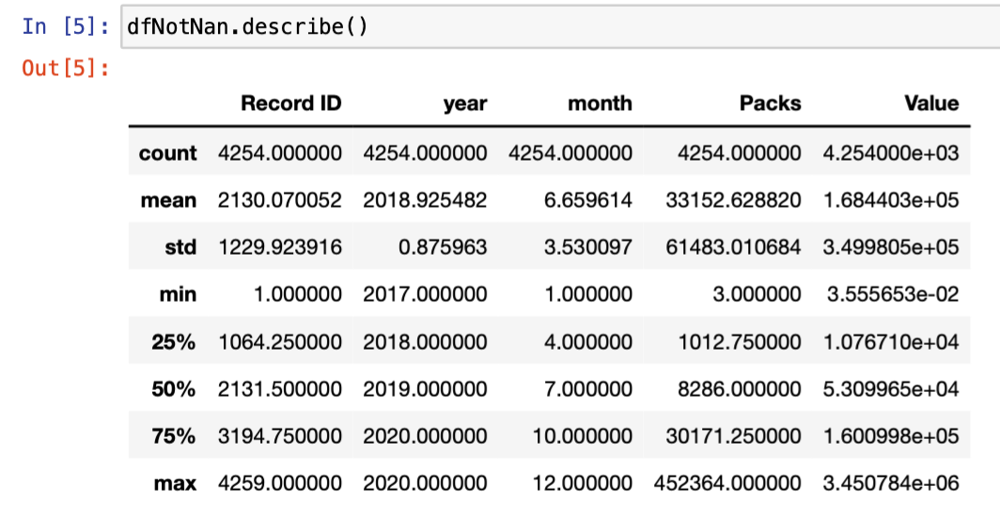 In [5]: dfNotNan.describe()
Out[5]:
Record ID year month Packs Value
count 4254.000000 4254.000000 4254.000000 4254.000000 4.254000e+03
mean 2130.070052 2018.925482 6.659614 33152.628820 1.684403e+05
std 1229.923916 0.875963 3.530097 61483.010684 3.499805e+05
min 1.000000 2017.000000 1.000000 3.000000 3.555653e-02
25% 1064.250000 2018.000000 4.000000 1012.750000 1.076710e+04
50% 2131.500000 2019.000000 7.000000 8286.000000 5.309965e+04
75% 3194.750000 2020.000000 10.000000 30171.250000 1.600998e+05
max 4259.000000 2020.000000 12.000000 452364.000000 3.450784e+06